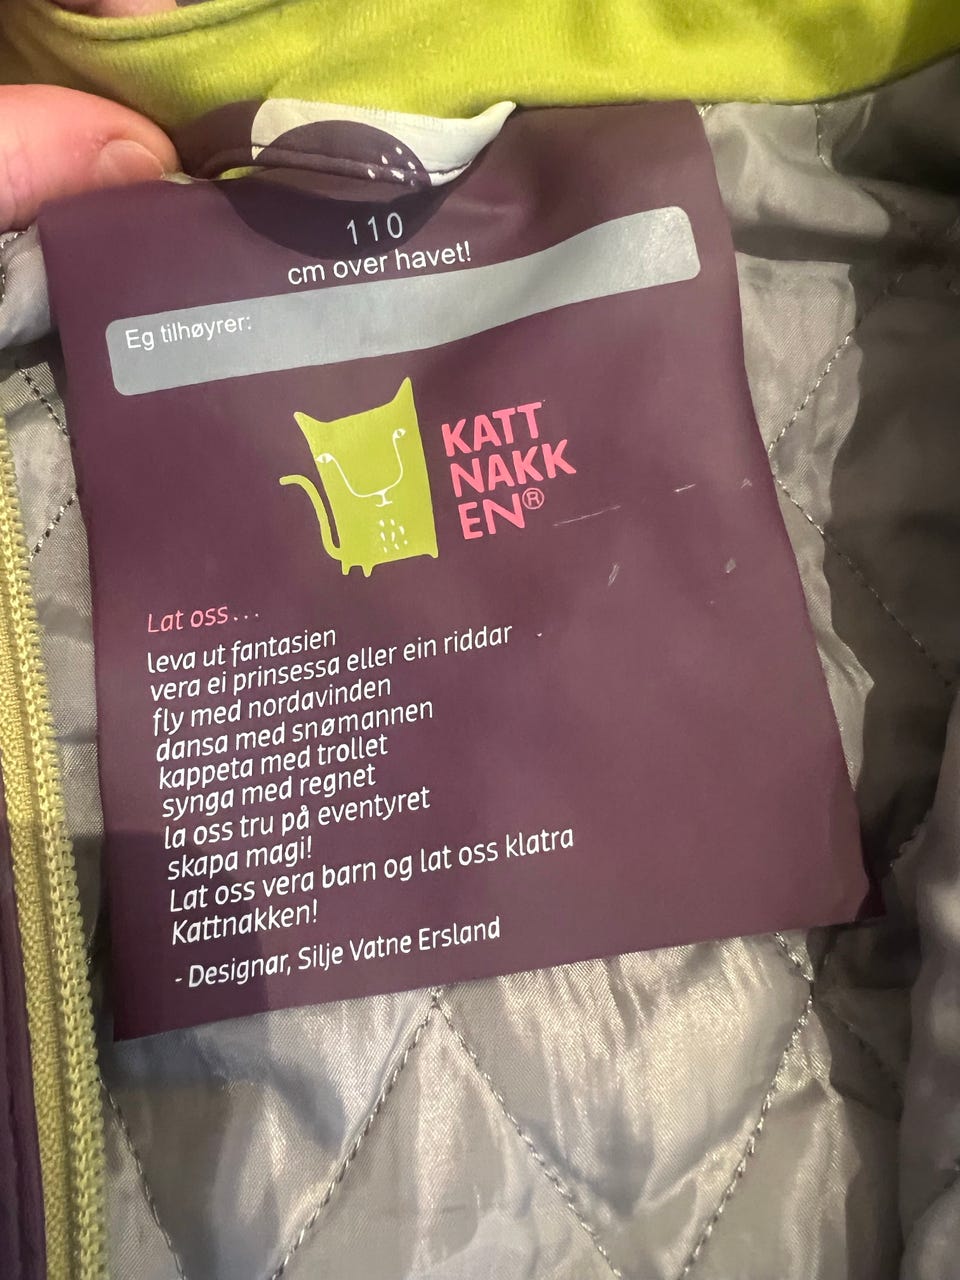 110
cm over havet!
Eg tilhøyrer:
KATT
NAKK
EN®
Lat oss...
leva ut fantasien
vera ei prinsessa eller ein riddar
fly med nordavinden
dansa med snømannen
kappeta med trollet
synga med regnet
la oss tru på eventyret
skapa magi!
Lat oss vera barn og lat oss klatra
Kattnakken!
- Designar, Silje Vatne Ersland